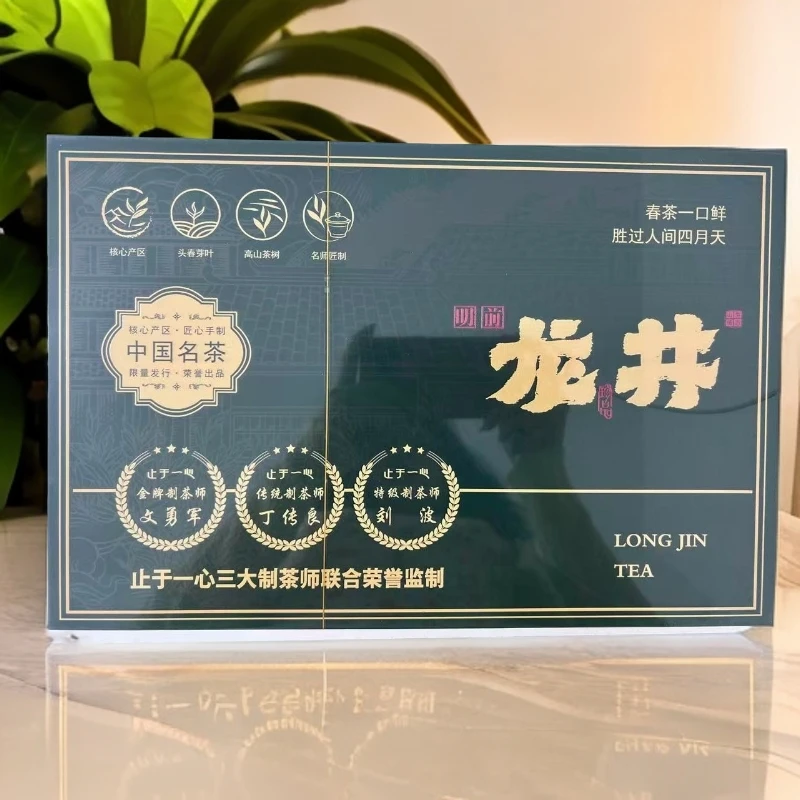 核心产区 头春芽叶 高山茶树 名师匠制
春茶一口鲜
胜过人间四月天
核心产区·匠心手制
中国名茶
限量发行·荣誉出品
明前
龙井
止于一心 止于一心 止于一心
金牌制茶师 传统制茶师 特级制茶师
文勇军 丁传良 刘波
止于一心三大制茶师联合荣誉监制
LONG JIN
TEA